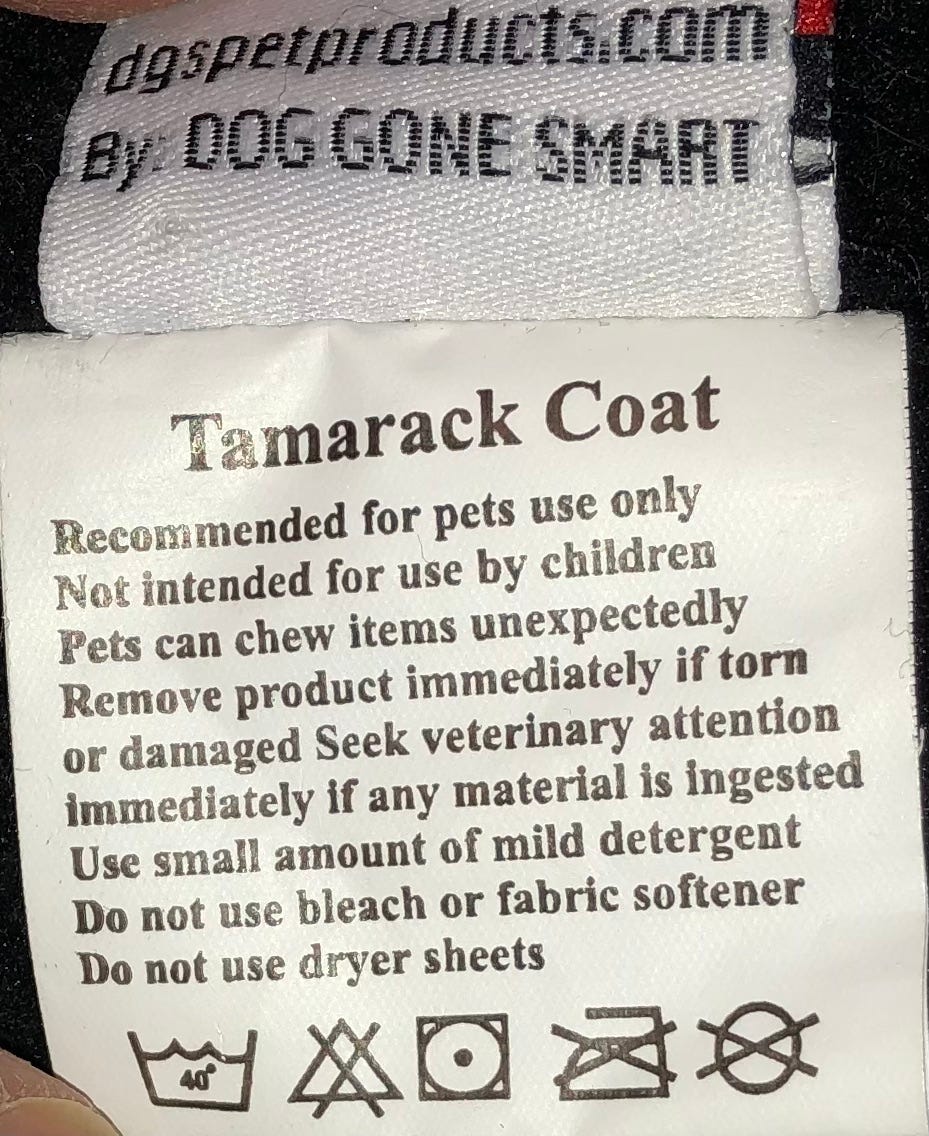 dgspetproducts.com
By: DOG GONE SMART
Tamarack Coat
Recommended for pets use only
Not intended for use by children
Pets can chew items unexpectedly
Remove product immediately if torn
or damaged Seek veterinary attention
immediately if any material is ingested
Use small amount of mild detergent
Do not use bleach or fabric softener
Do not use dryer sheets
40°